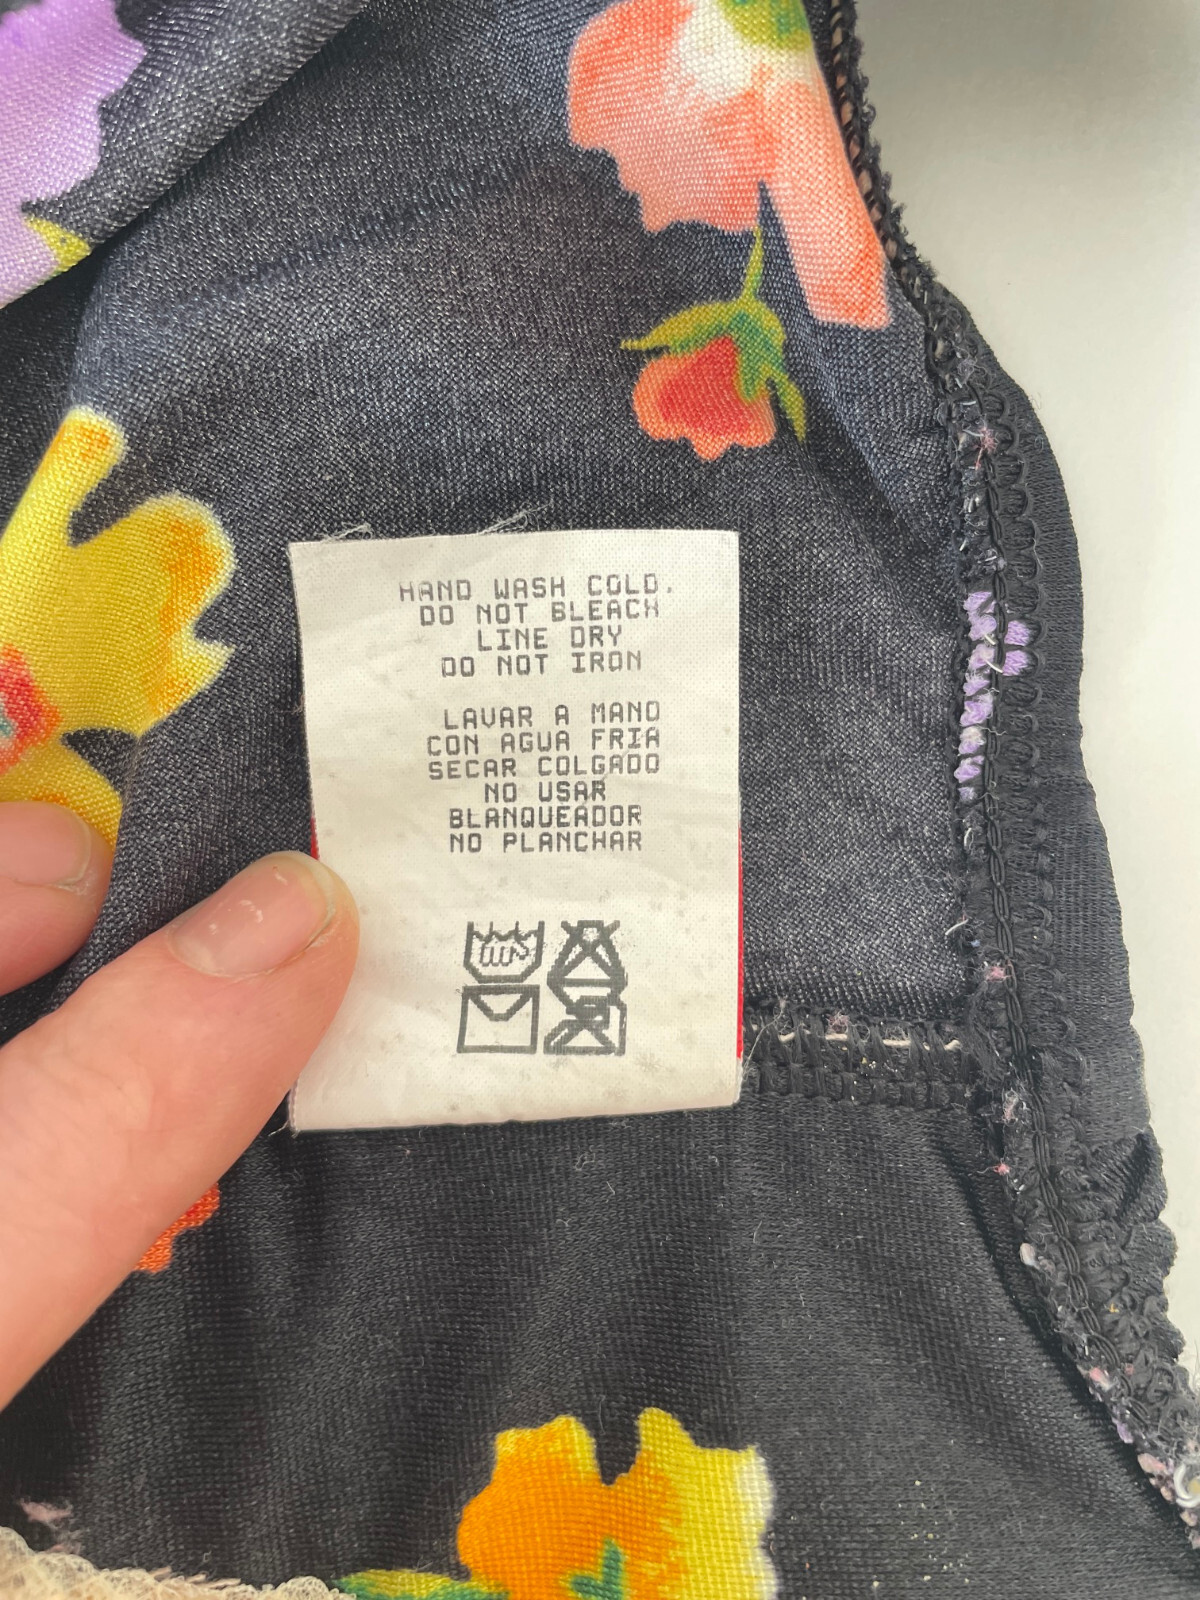 HAND WASH COLD.
DO NOT BLEACH
LINE DRY
DO NOT IRON
LAVAR A MANO
CON AGUA FRIA
SECAR COLGADO
NO USAR
BLANQUEADOR
NO PLANCHAR